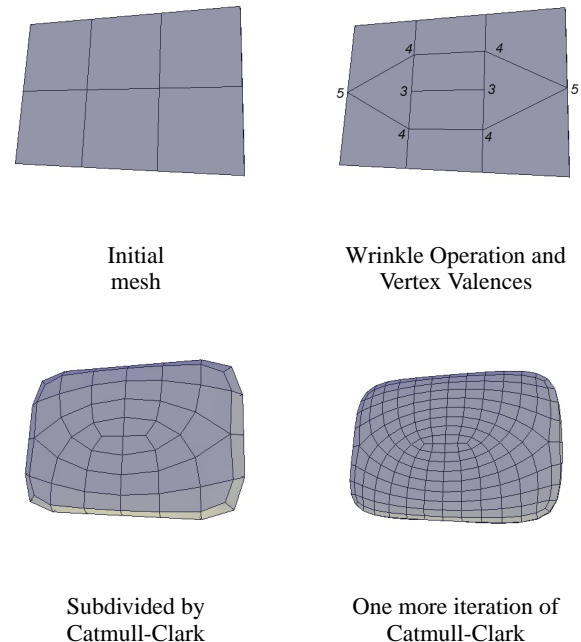 4
4
5
3
3
5
4
4
Initial
mesh
Wrinkle Operation and
Vertex Valences
Subdivided by
Catmull-Clark
One more iteration of
Catmull-Clark